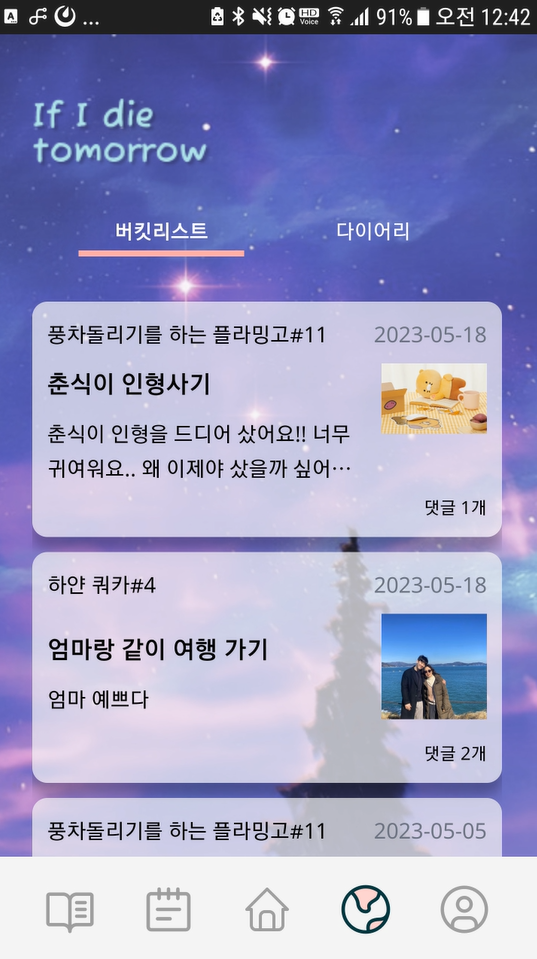 ... HD Voice 91% 오전 12:42
If I die
tomorrow
버킷리스트 다이어리
풍차돌리기를 하는 플라밍고#11 2023-05-18
춘식이 인형사기
춘식이 인형을 드디어 샀어요!! 너무
귀여워요.. 왜 이제야 샀을까 싶어…
댓글 1개
하얀 쿼카#4 2023-05-18
엄마랑 같이 여행 가기
엄마 예쁘다
댓글 2개
풍차돌리기를 하는 플라밍고#11 2023-05-05